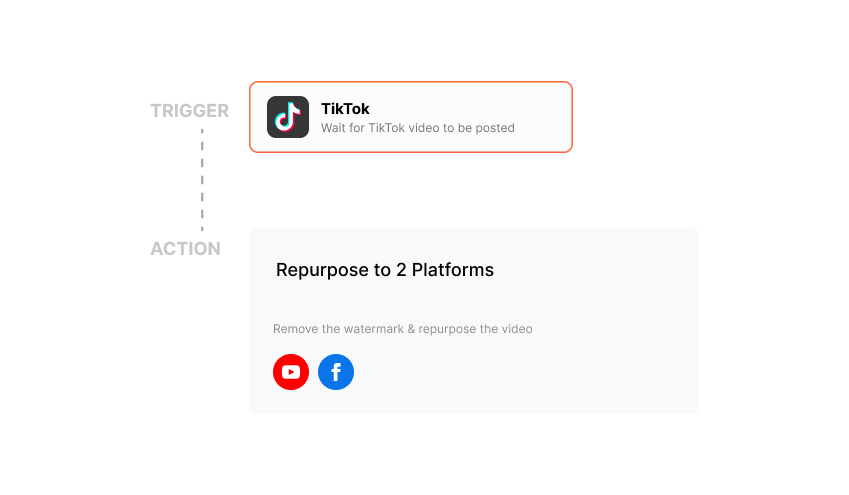 TRIGGER
TikTok
Wait for TikTok video to be posted
ACTION
Repurpose to 2 Platforms
Remove the watermark & repurpose the video